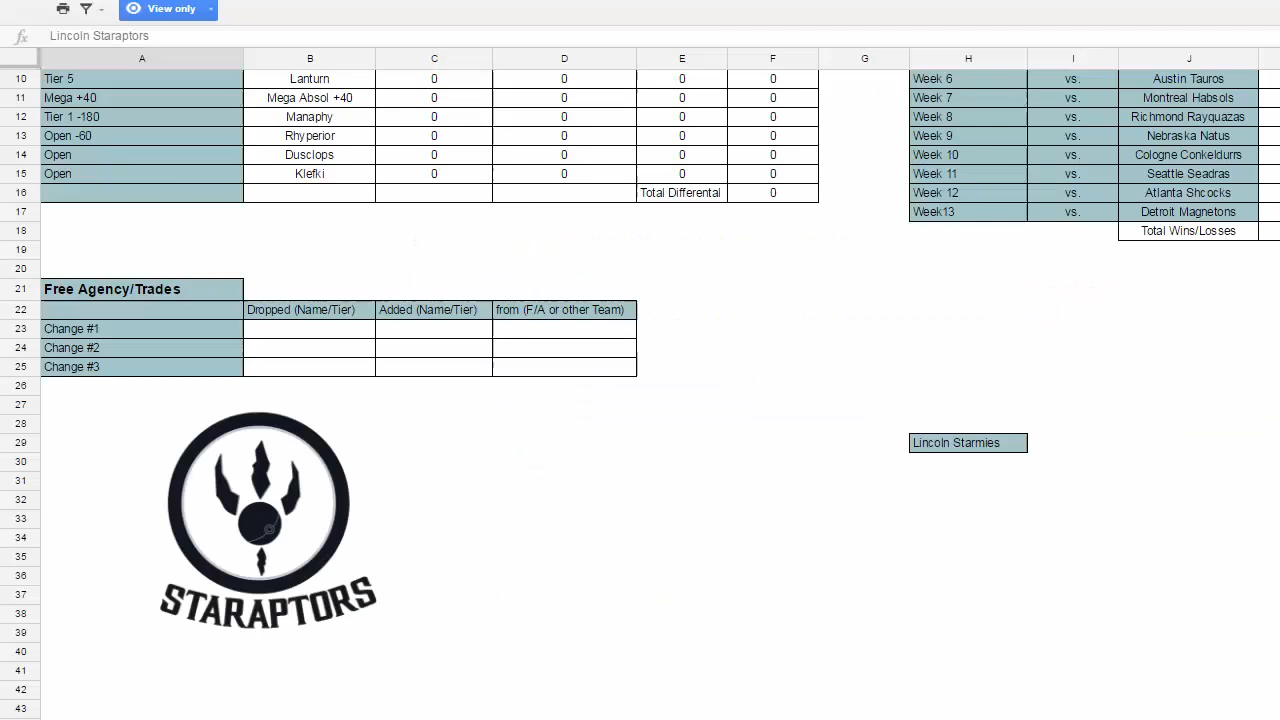 View only
fx Lincoln Staraptors
A B C D E F G H I J
10 Tier 5 Lanturn 0 0 0 0 Week 6 vs. Austin Tauros
11 Mega +40 Mega Absol +40 0 0 0 0 Week 7 vs. Montreal Habsols
12 Tier 1 -180 Manaphy 0 0 0 0 Week 8 vs. Richmond Rayquazas
13 Open -60 Rhyperior 0 0 0 0 Week 9 vs. Nebraska Natus
14 Open Dusclops 0 0 0 0 Week 10 vs. Cologne Conkeldurrs
15 Open Klefki 0 0 0 0 Week 11 vs. Seattle Seadras
16 Total Differental 0 Week 12 vs. Atlanta Shcocks
17 Week13 vs. Detroit Magnetons
18 Total Wins/Losses
19
20
21 Free Agency/Trades
22 Dropped (Name/Tier) Added (Name/Tier) from (F/A or other Team)
23 Change #1
24 Change #2
25 Change #3
26
27
28
29 Lincoln Starmies
30
31
32
33
34
35
36
37
38
39
40
41
42
43
STARAPTORS